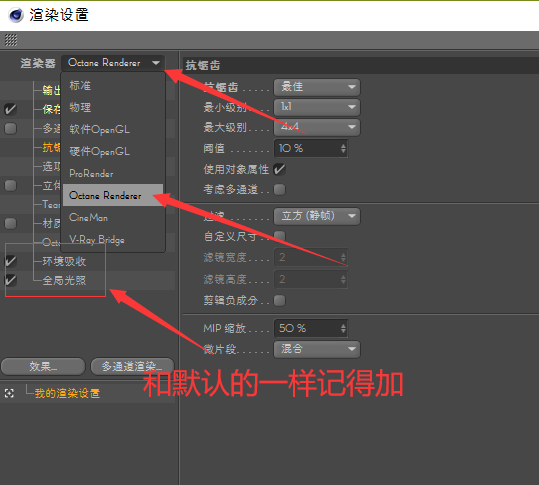 渲染设置
渲染器 Octane Renderer
标准
物理
软件OpenGL
硬件OpenGL
ProRender
Octane Renderer
CineMan
V-Ray Bridge
输出
保存
多通
抗锯
选项
立体
Team
材质
Octa
环境吸收
全局光照
效果...
多通道渲染...
我的渲染设置
抗锯齿
抗锯齿 最佳
最小级别 1x1
最大级别 4x4
阈值 10 %
使用对象属性
考虑多通道
过滤 立方 (静帧)
自定义尺寸
滤镜宽度 2
滤镜高度 2
剪辑负成分
MIP 缩放 50 %
微片段 混合
和默认的一样记得加